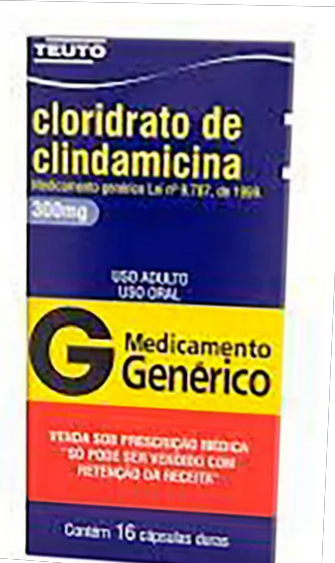 TEUTO
cloridrato de
clindamicina
Medicamento genérico Lei nº 9.787, de 1999
300mg
USO ADULTO
USO ORAL
G Medicamento
Genérico
VENDA SOB PRESCRIÇÃO MÉDICA
"SÓ PODE SER VENDIDO COM
RETENÇÃO DA RECEITA"
Contém 16 cápsulas duras